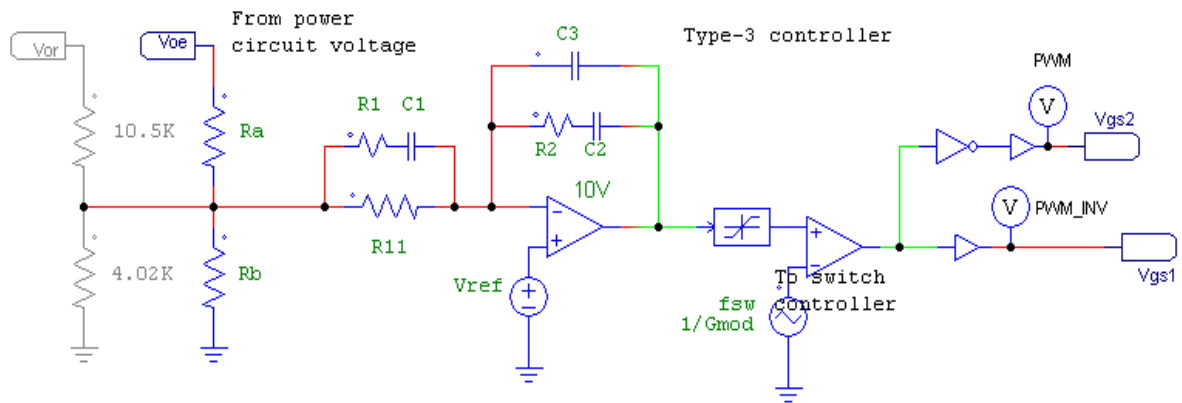 From power
circuit voltage
Type-3 controller
Vor
Voe
C3
PWM
V
Vgs2
R1
C1
10.5K
Ra
R2
C2
10V
V
PWM_INV
R11
4.02K
Rb
Vref
To switch
controller
fsw
1/Gmod
Vgs1